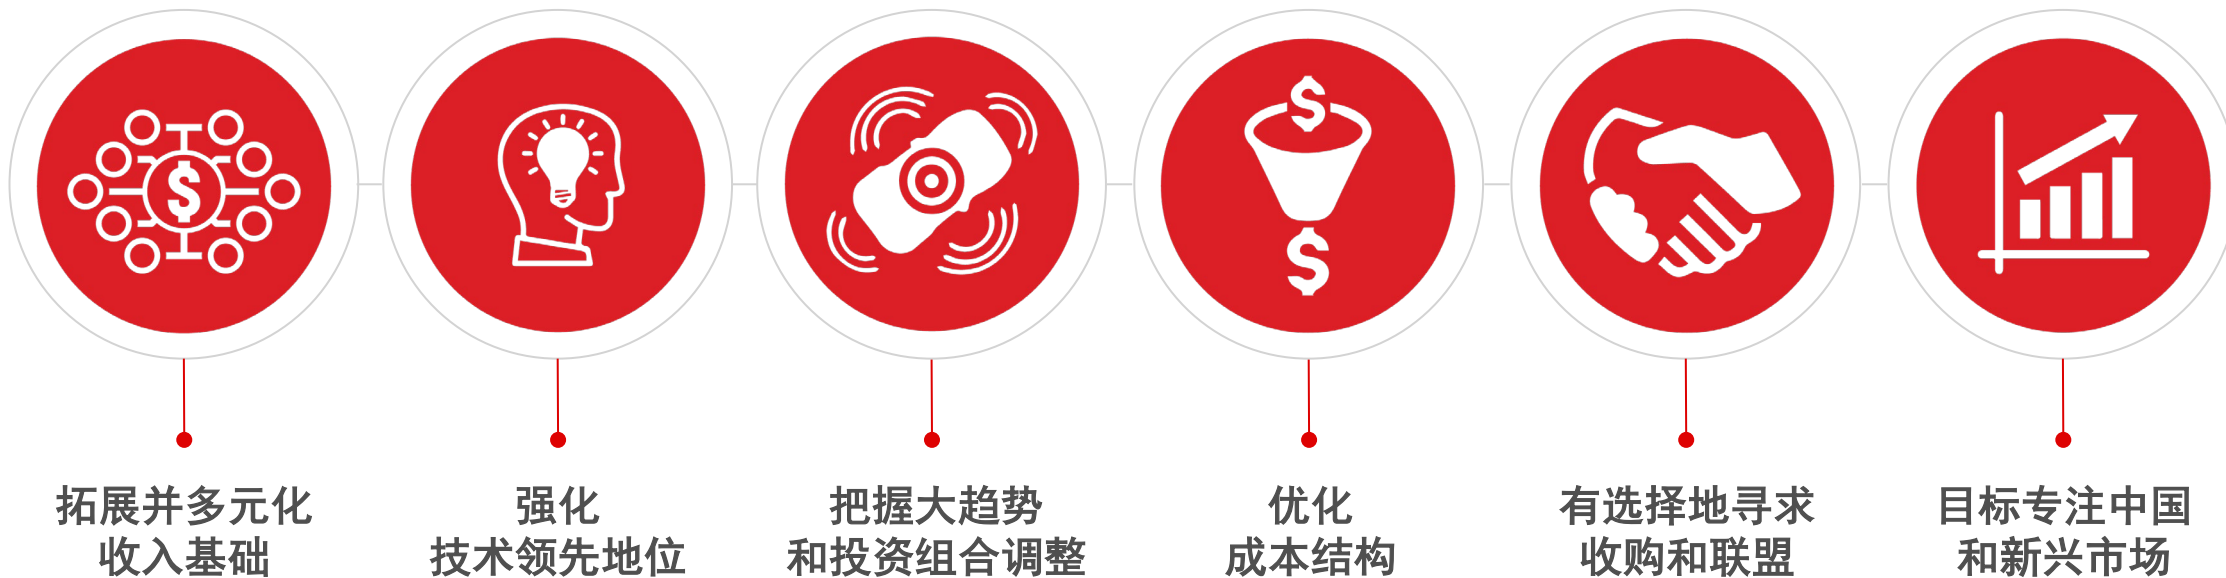 拓展并多元化
收入基础
强化
技术领先地位
把握大趋势
和投资组合调整
优化
成本结构
有选择地寻求
收购和联盟
目标专注中国
和新兴市场